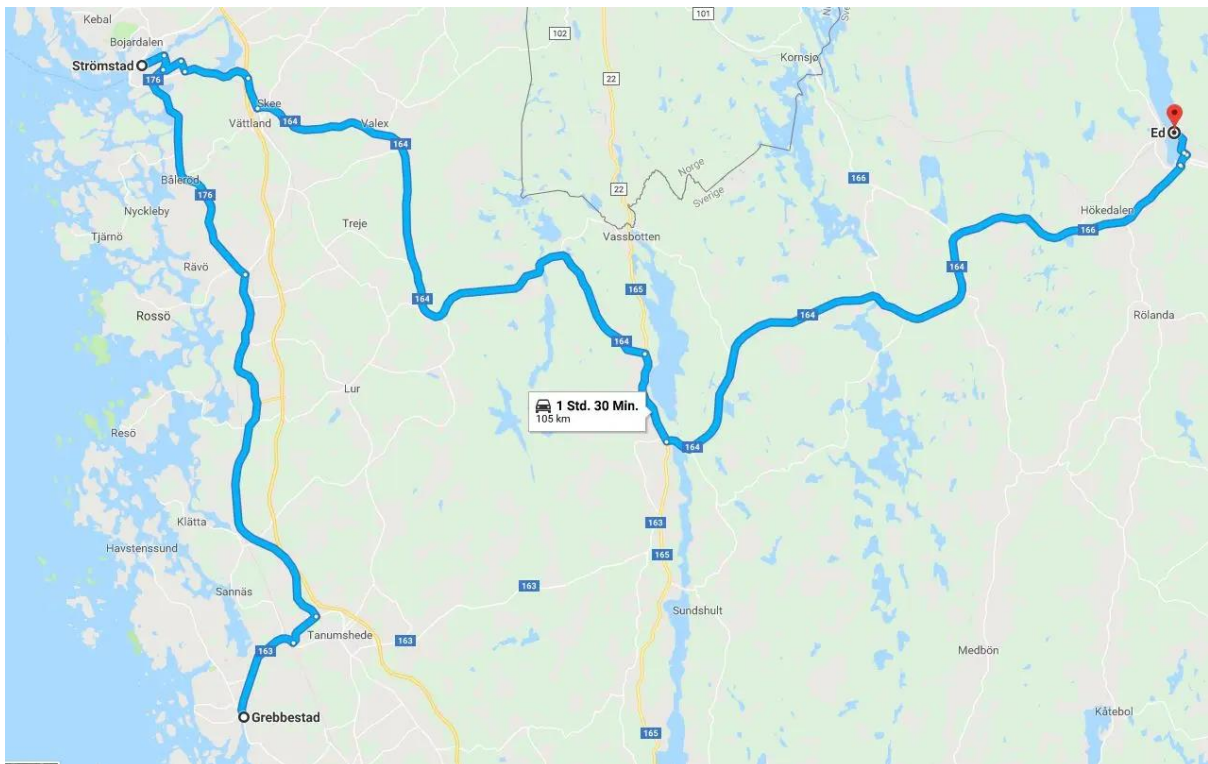 Kebal
101
Bojardalen
102
Strömstad
Kornsjø
176
22
Skee
164
Valex
Vättland
164
Ed
Norge
Sverige
22
166
Båleröd
176
Nyckleby
Treje
Hökedalen
Tjärnö
Vassbotten
166
Rävö
164
165
164
Rossö
164
Rölanda
164
Lur
1 Std. 30 Min.
105 km
Resö
164
Klätta
163
Havstenssund
165
163
Sannäs
Sundshult
Tanumshede
163
163
Medbön
Grebbestad
Kåtebol
165